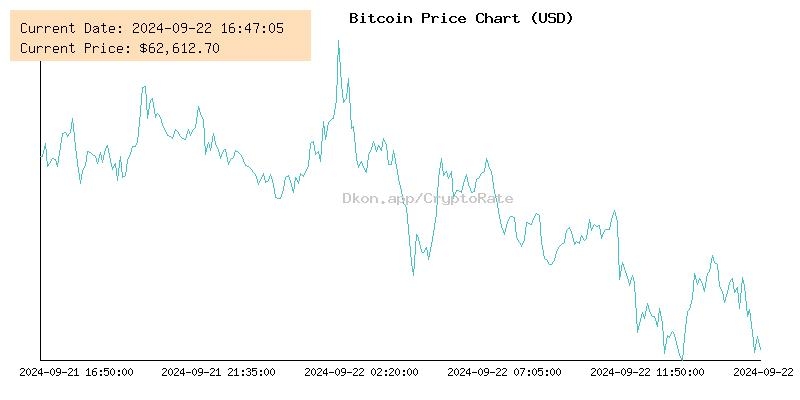 Bitcoin Price Chart (USD)
Current Date: 2024-09-22 16:47:05
Current Price: $62,612.70
Dkon.app/CryptoRate
2024-09-21 16:50:00 2024-09-21 21:35:00 2024-09-22 02:20:00 2024-09-22 07:05:00 2024-09-22 11:50:00 2024-09-22